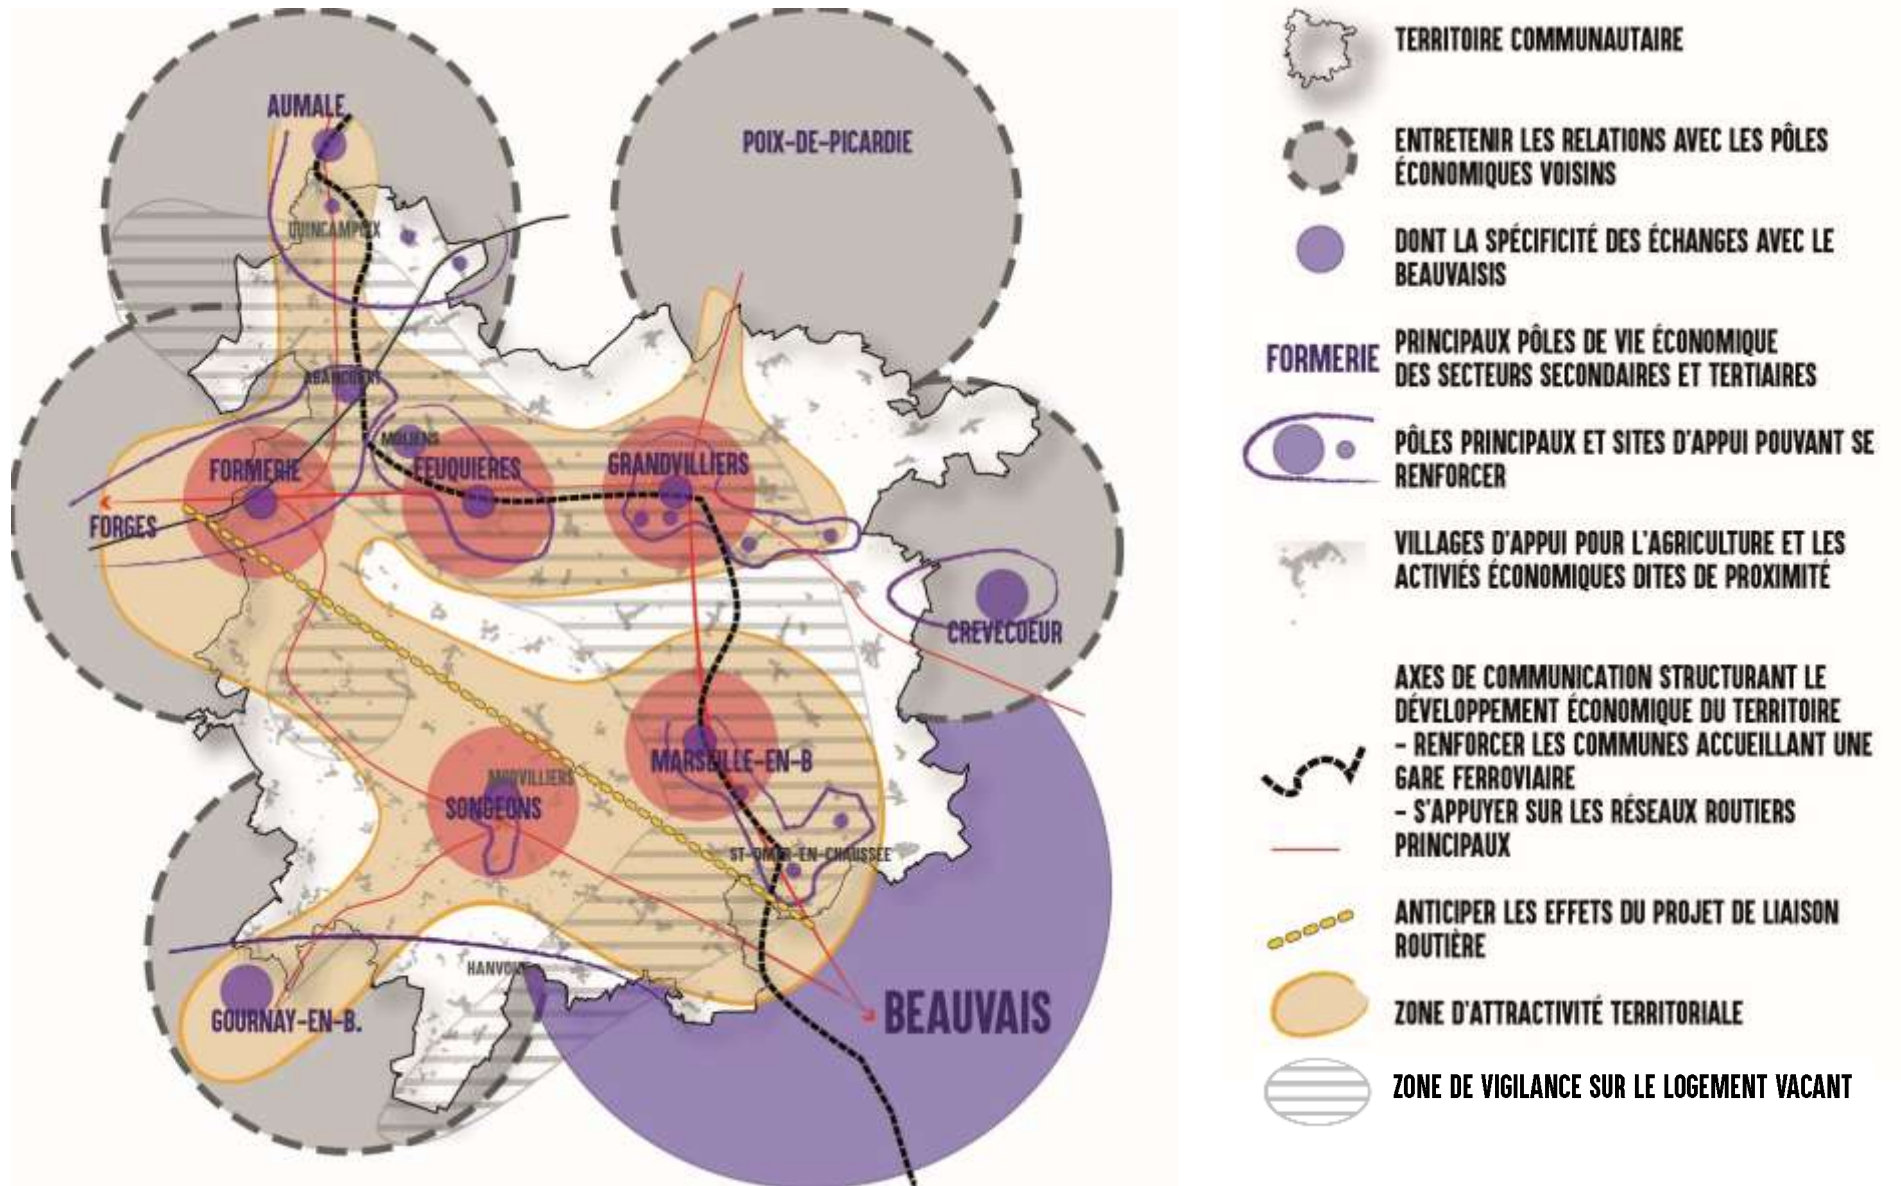 AUMALE
POIX-DE-PICARDIE
QUINCAMPOIX
ABANCOURT
MOLIENS
FORMERIE
FEUQUIERES
GRANDVILLIERS
FORGES
CREVECOEUR
MARSEILLE-EN-B
MORVILLIERS
SONGEONS
ST-OMER-EN-CHAUSSEE
HANVOILE
GOURNAY-EN-B.
BEAUVAIS
TERRITOIRE COMMUNAUTAIRE
ENTRETENIR LES RELATIONS AVEC LES PÔLES
ÉCONOMIQUES VOISINS
DONT LA SPÉCIFICITÉ DES ÉCHANGES AVEC LE
BEAUVAISIS
FORMERIE
PRINCIPAUX PÔLES DE VIE ÉCONOMIQUE
DES SECTEURS SECONDAIRES ET TERTIAIRES
PÔLES PRINCIPAUX ET SITES D'APPUI POUVANT SE
RENFORCER
VILLAGES D'APPUI POUR L'AGRICULTURE ET LES
ACTIVIÉS ÉCONOMIQUES DITES DE PROXIMITÉ
AXES DE COMMUNICATION STRUCTURANT LE
DÉVELOPPEMENT ÉCONOMIQUE DU TERRITOIRE
- RENFORCER LES COMMUNES ACCUEILLANT UNE
GARE FERROVIAIRE
- S'APPUYER SUR LES RÉSEAUX ROUTIERS
PRINCIPAUX
ANTICIPER LES EFFETS DU PROJET DE LIAISON
ROUTIÈRE
ZONE D'ATTRACTIVITÉ TERRITORIALE
ZONE DE VIGILANCE SUR LE LOGEMENT VACANT